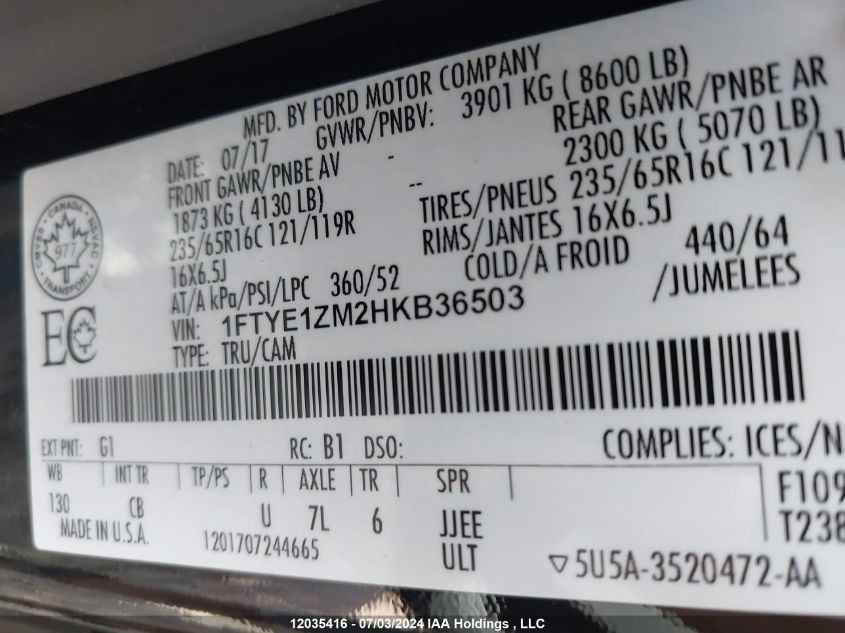 MFD. BY FORD MOTOR COMPANY
DATE: 07/17 GVWR/PNBV: 3901 KG ( 8600 LB)
FRONT GAWR/PNBE AV - REAR GAWR/PNBE AR
1873 KG ( 4130 LB) -- 2300 KG ( 5070 LB)
235/65R16C 121/119R TIRES/PNEUS 235/65R16C 121/11
16X6.5J RIMS/JANTES 16X6.5J
AT/A kPa/PSI/LPC 360/52 COLD/A FROID 440/64
VIN: 1FTYE1ZM2HKB36503 /JUMELEES
TYPE: TRU/CAM
CANADA
977
TRANSPORT
EC
EXT PNT: G1 RC: B1 DSO: COMPLIES: ICES/N
WB INT TR TP/PS R AXLE TR SPR
130 CB U 7L 6 JJEE F109
MADE IN U.S.A. 1201707244665 ULT T238
5U5A-3520472-AA
12035416 - 07/03/2024 IAA Holdings , LLC